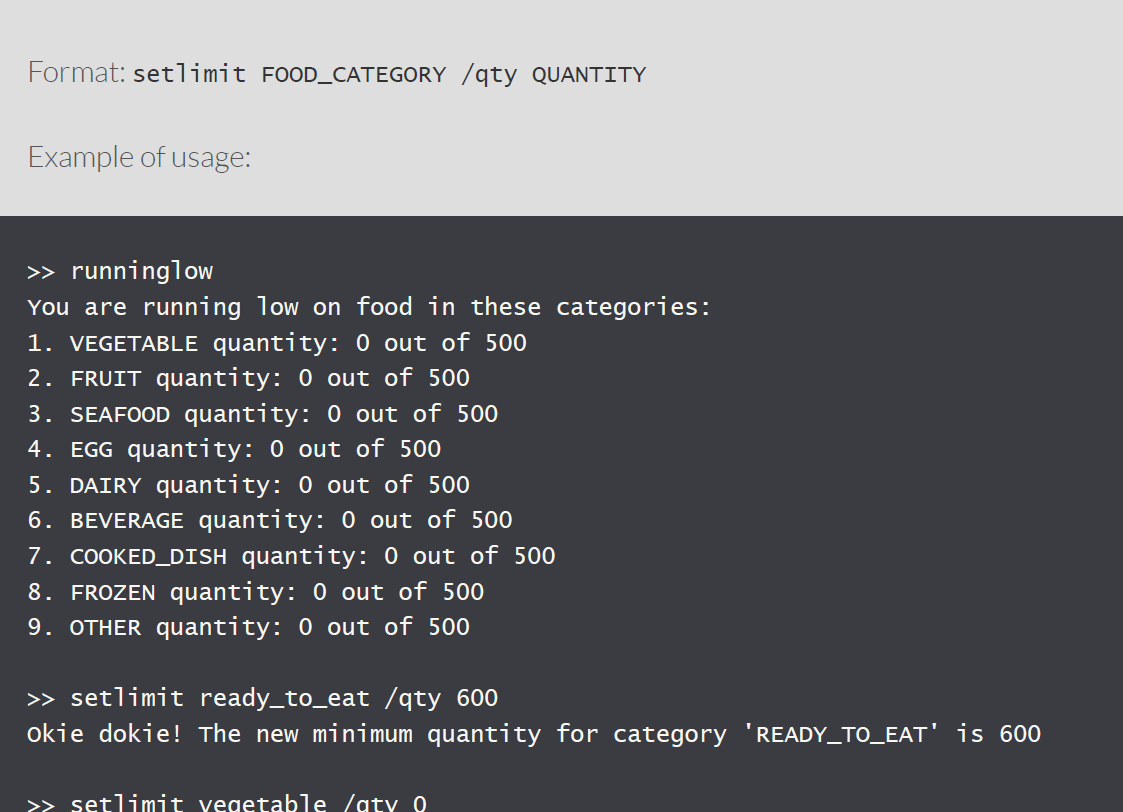 Format: setlimit FOOD_CATEGORY /qty QUANTITY
Example of usage:
>> runninglow
You are running low on food in these categories:
1. VEGETABLE quantity: 0 out of 500
2. FRUIT quantity: 0 out of 500
3. SEAFOOD quantity: 0 out of 500
4. EGG quantity: 0 out of 500
5. DAIRY quantity: 0 out of 500
6. BEVERAGE quantity: 0 out of 500
7. COOKED_DISH quantity: 0 out of 500
8. FROZEN quantity: 0 out of 500
9. OTHER quantity: 0 out of 500
>> setlimit ready_to_eat /qty 600
Okie dokie! The new minimum quantity for category 'READY_TO_EAT' is 600
>> setlimit vegetable /qty 0